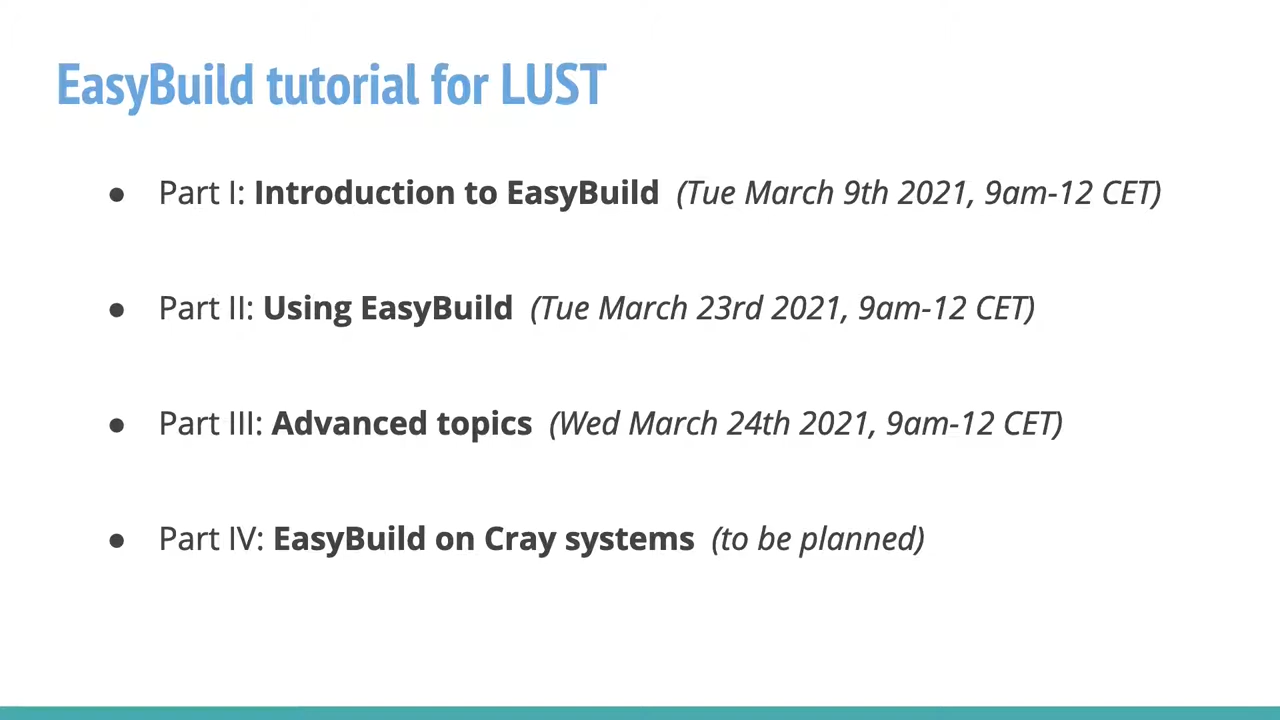 EasyBuild tutorial for LUST
● Part I: Introduction to EasyBuild (Tue March 9th 2021, 9am-12 CET)
● Part II: Using EasyBuild (Tue March 23rd 2021, 9am-12 CET)
● Part III: Advanced topics (Wed March 24th 2021, 9am-12 CET)
● Part IV: EasyBuild on Cray systems (to be planned)